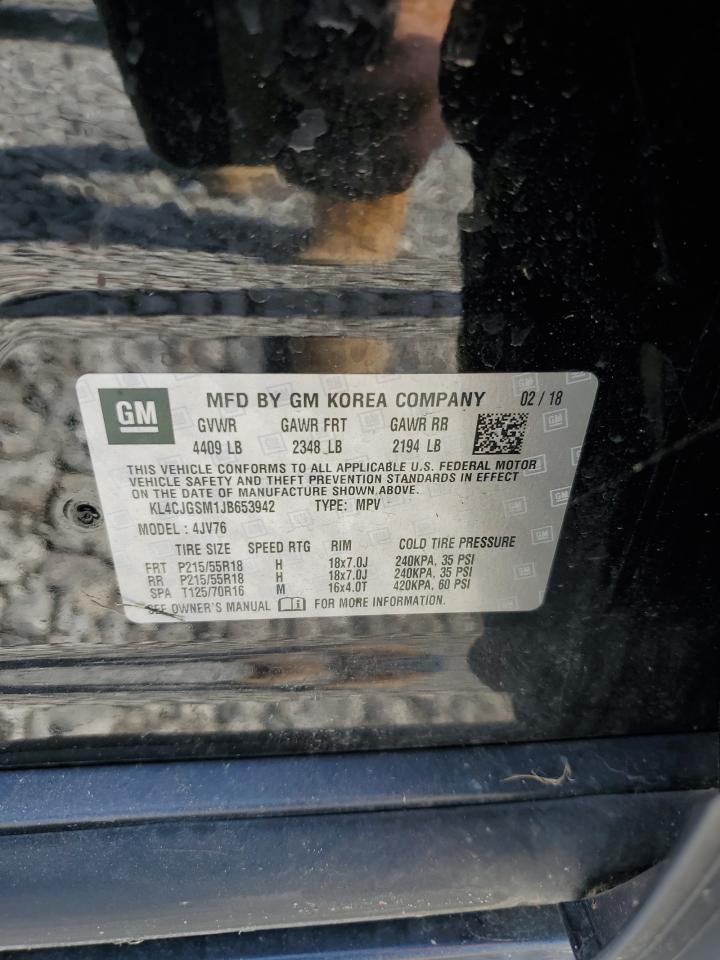 GM MFD BY GM KOREA COMPANY 02 / 18
GVWR GAWR FRT GAWR RR
4409 LB 2348 LB 2194 LB
THIS VEHICLE CONFORMS TO ALL APPLICABLE U.S. FEDERAL MOTOR
VEHICLE SAFETY AND THEFT PREVENTION STANDARDS IN EFFECT
ON THE DATE OF MANUFACTURE SHOWN ABOVE.
KL4CJGSM1JB653942 TYPE: MPV
MODEL : 4JV76
TIRE SIZE SPEED RTG RIM COLD TIRE PRESSURE
FRT P215/55R18 H 18x7.0J 240KPA, 35 PSI
RR P215/55R18 H 18x7.0J 240KPA, 35 PSI
SPA T125/70R16 M 16x4.0T 420KPA, 60 PSI
SEE OWNER'S MANUAL FOR MORE INFORMATION.